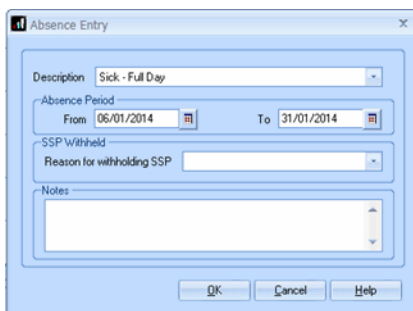 Absence Entry
Description Sick - Full Day
Absence Period
From 06/01/2014 To 31/01/2014
SSP Withheld
Reason for withholding SSP
Notes
OK Cancel Help